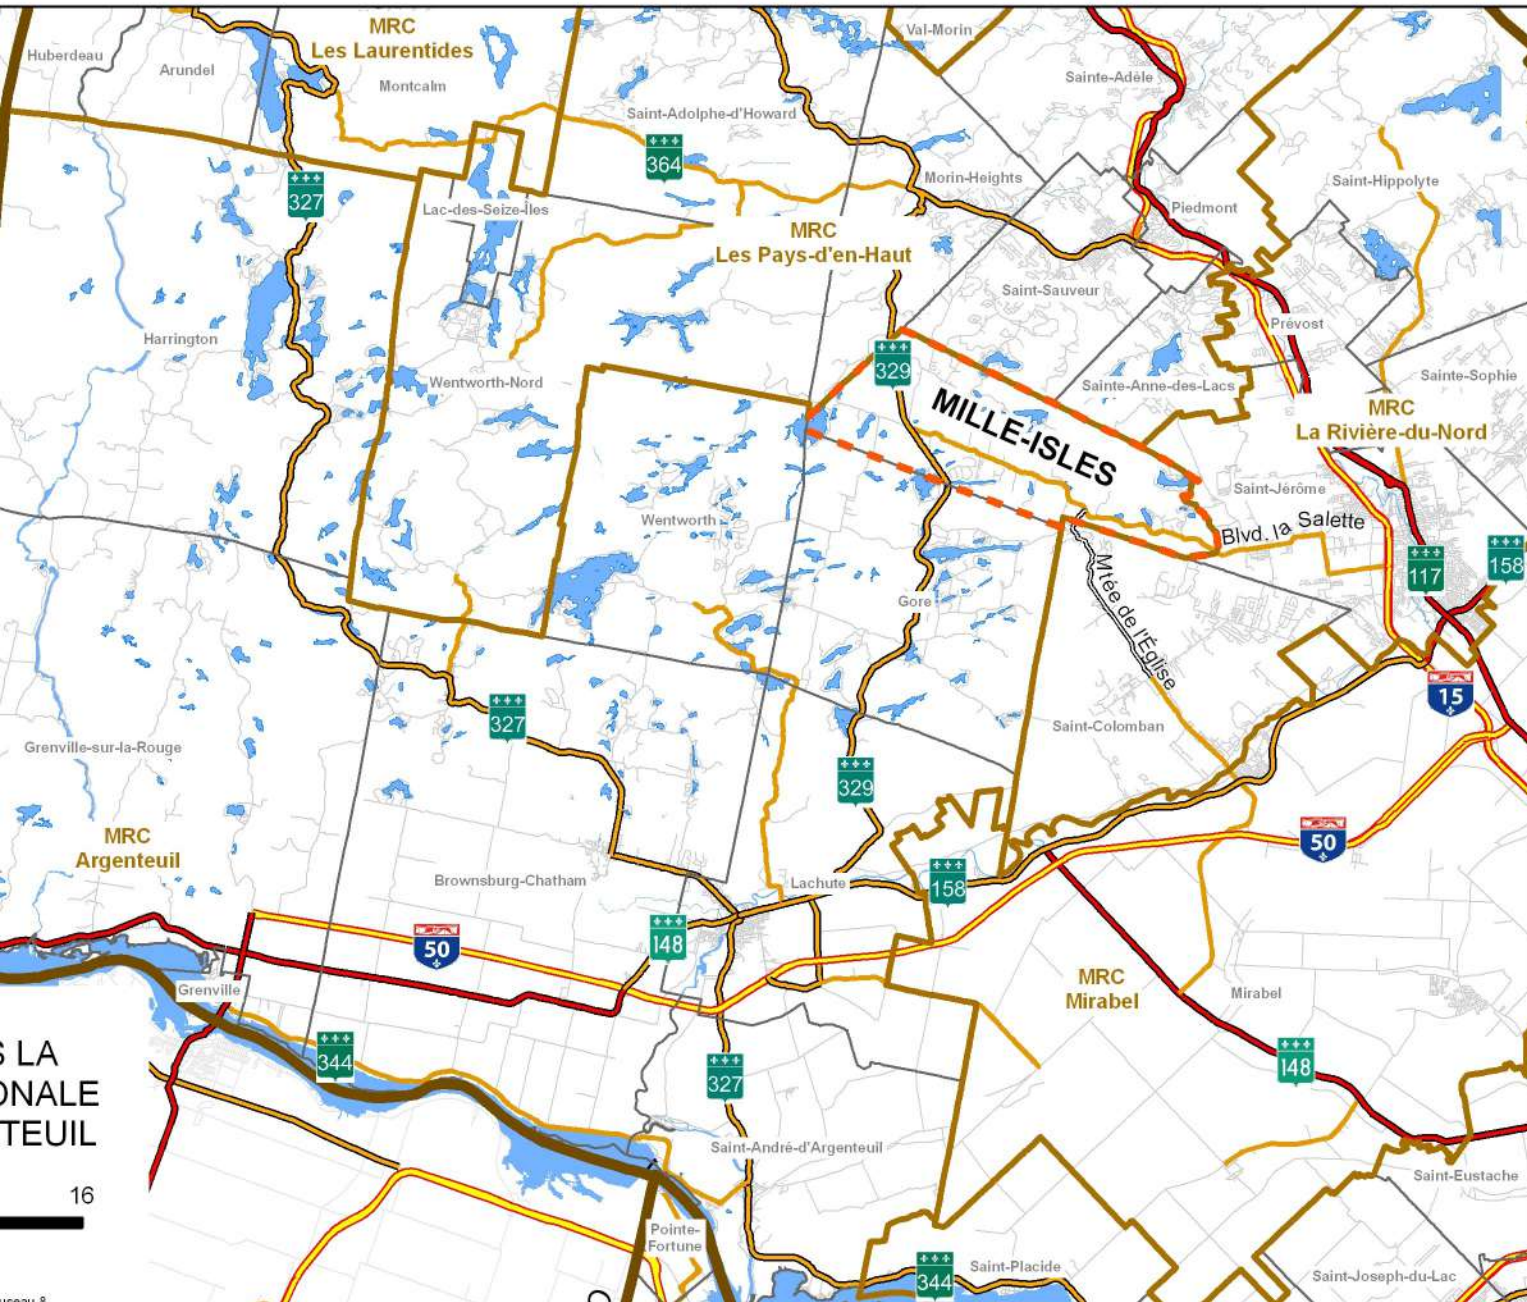 MRC
Les Laurentides
Huberdeau
Arundel
Montcalm
Val-Morin
Sainte-Adèle
Saint-Adolphe-d'Howard
364
327
Morin-Heights
Saint-Hippolyte
Lac-des-Seize-Îles
Piedmont
MRC
Les Pays-d'en-Haut
Saint-Sauveur
Prévost
Harrington
329
Wentworth-Nord
Sainte-Anne-des-Lacs
Sainte-Sophie
MILLE-ISLES
MRC
La Rivière-du-Nord
Saint-Jérôme
Wentworth
Blvd. la Salette
117
158
Gore
Mtée de l'Église
15
327
Saint-Colomban
Grenville-sur-la-Rouge
329
MRC
Argenteuil
50
Brownsburg-Chatham
Lachute
158
148
50
MRC
Mirabel
Mirabel
Grenville
S LA
ONALE
TEUIL
344
327
148
Saint-André-d'Argenteuil
Saint-Eustache
16
Pointe-
Fortune
Saint-Placide
344
Saint-Joseph-du-Lac